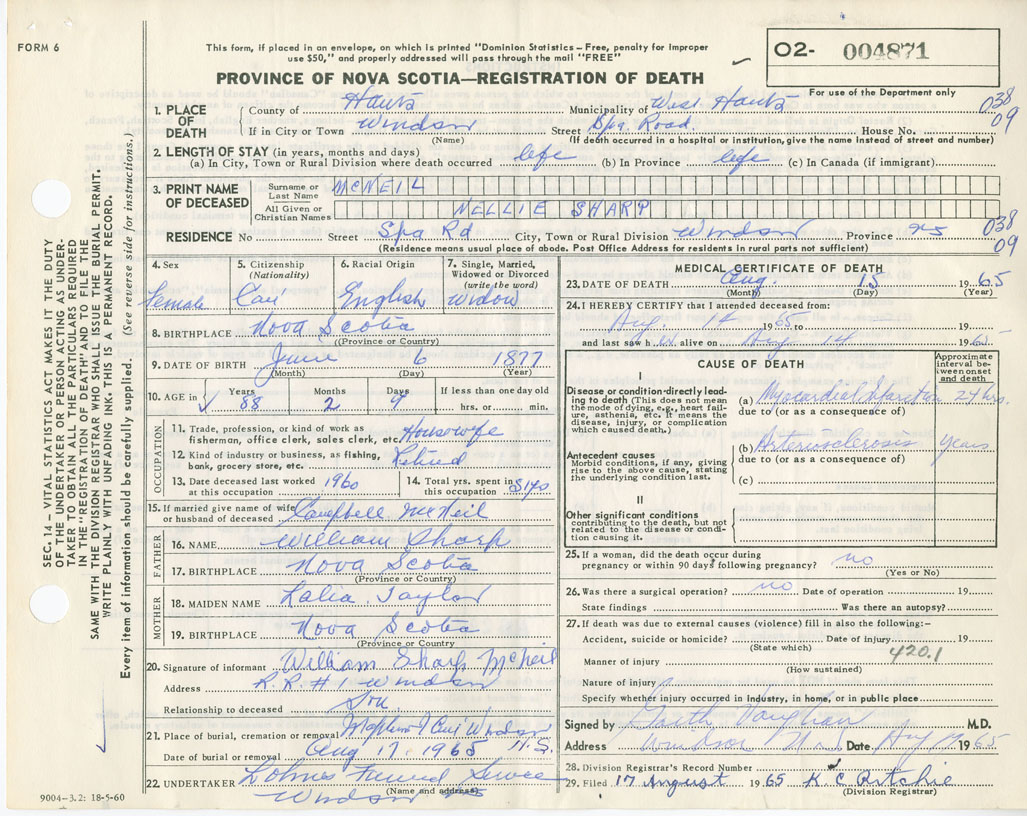 FORM 6
This form, if placed in an envelope, on which is printed "Dominion Statistics – Free, penalty for improper
use $50," and properly addressed will pass through the mail "FREE"
O2- 004871
PROVINCE OF NOVA SCOTIA—REGISTRATION OF DEATH
For use of the Department only
038
09
1. PLACE OF DEATH
County of Hants Municipality of West Hants
If in City or Town Windsor Street Spa Road House No.
(Name) (If death occurred in a hospital or institution, give name instead of street and number)
2. LENGTH OF STAY (in years, months and days)
(a) In City, Town or Rural Division where death occurred life (b) In Province life (c) In Canada (if immigrant)
3. PRINT NAME OF DECEASED
Surname or Last Name McNEIL
All Given or Christian Names NELLIE SHARP
RESIDENCE No Street Spa Rd City, Town or Rural Division Windsor Province NS
038
09
(Residence means usual place of abode. Post Office Address for residents in rural parts not sufficient)
4. Sex Female
5. Citizenship (Nationality) Can
6. Racial Origin English
7. Single, Married, Widowed or Divorced (write the word) widow
8. BIRTHPLACE Nova Scotia
(Province or Country)
9. DATE OF BIRTH June 6 1877
(Month) (Day) (Year)
10. AGE in Years 88 Months 2 Days 9 If less than one day old hrs. or min.
OCCUPATION
11. Trade, profession, or kind of work as fisherman, office clerk, sales clerk, etc. Housewife
12. Kind of industry or business, as fishing, bank, grocery store, etc. Retired
13. Date deceased last worked at this occupation 1960
14. Total yrs. spent in this occupation
15. If married give name of wife or husband of deceased Campbell McNeil
FATHER
16. NAME William Sharp
17. BIRTHPLACE Nova Scotia
(Province or Country)
MOTHER
18. MAIDEN NAME Lalia Taylor
19. BIRTHPLACE Nova Scotia
(Province or Country)
20. Signature of informant William Sharp McNeil
Address R.R. #1 Windsor
Relationship to deceased Son
21. Place of burial, cremation or removal Windsor N.S.
Date of burial or removal Aug 17 1965
22. UNDERTAKER Funeral Service
(Name and address)
Windsor NS
9004–3.2: 18-5-60
MEDICAL CERTIFICATE OF DEATH
23. DATE OF DEATH Aug. 15 1965
(Month) (Day) (Year)
24. I HEREBY CERTIFY that I attended deceased from:
Aug. 14 1965 to 19
and last saw her alive on Aug 14 1965
CAUSE OF DEATH
Approximate interval between onset and death
I
Disease or condition-directly leading to death (This does not mean the mode of dying, e.g., heart failure, asthenia, etc. It means the disease, injury, or complication which caused death.)
(a) Myocardial Infarction 24 hrs.
due to (or as a consequence of)
Antecedent causes
Morbid conditions, if any, giving rise to the above cause, stating the underlying condition last.
(b) Arteriosclerosis years
due to (or as a consequence of)
(c)
II
Other significant conditions
contributing to the death, but not related to the disease or condition causing it.
25. If a woman, did the death occur during pregnancy or within 90 days following pregnancy? no
(Yes or No)
26. Was there a surgical operation? no Date of operation 19
State findings Was there an autopsy?
27. If death was due to external causes (violence) fill in also the following:–
Accident, suicide or homicide? Date of injury 19
(State which)
420.1
Manner of injury
(How sustained)
Nature of injury
Specify whether injury occurred in industry, in home, or in public place
Signed by Garth Vaughan M.D.
Address Windsor N.S. Date Aug 1965
28. Division Registrar's Record Number
29. Filed 17 August 1965 K C Ritchie
(Division Registrar)
SEC. 14 – VITAL STATISTICS ACT MAKES IT THE DUTY
OF THE UNDERTAKER OR PERSON ACTING AS UNDER-
TAKER TO OBTAIN ALL THE PARTICULARS REQUIRED
IN THE "REGISTRATION OF DEATH" AND TO FILE THE
SAME WITH THE DIVISION REGISTRAR WHO SHALL ISSUE THE BURIAL PERMIT.
WRITE PLAINLY WITH UNFADING INK. THIS IS A PERMANENT RECORD.
Every item of information should be carefully supplied. (See reverse side for instructions.)